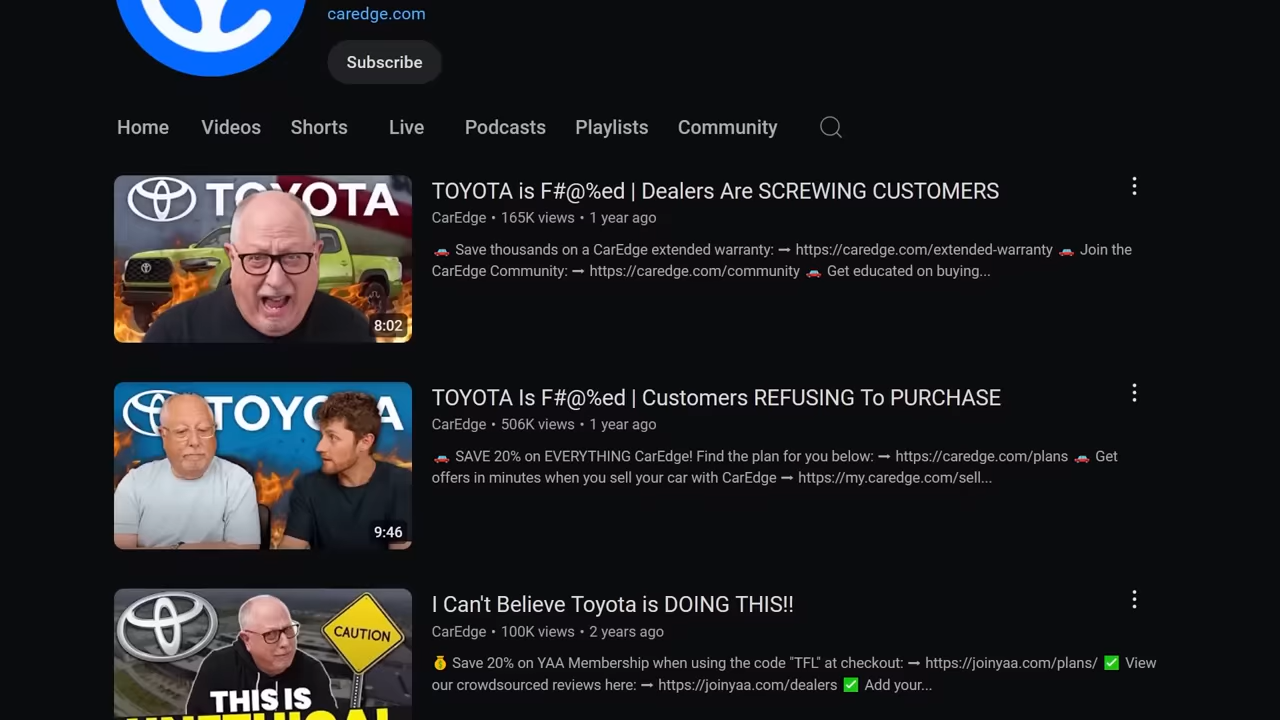 caredge.com
Subscribe
Home Videos Shorts Live Podcasts Playlists Community
TOYOTA
8:02
TOYOTA is F#@%ed | Dealers Are SCREWING CUSTOMERS
CarEdge • 165K views • 1 year ago
🚗 Save thousands on a CarEdge extended warranty: ➞ https://caredge.com/extended-warranty 🚗 Join the
CarEdge Community: ➞ https://caredge.com/community 🚗 Get educated on buying...
TOYOTA
9:46
TOYOTA Is F#@%ed | Customers REFUSING To PURCHASE
CarEdge • 506K views • 1 year ago
🚗 SAVE 20% on EVERYTHING CarEdge! Find the plan for you below: ➞ https://caredge.com/plans 🚗 Get
offers in minutes when you sell your car with CarEdge ➞ https://my.caredge.com/sell...
CAUTION
THIS IS
I Can't Believe Toyota is DOING THIS!!
CarEdge • 100K views • 2 years ago
💰 Save 20% on YAA Membership when using the code "TFL" at checkout: ➞ https://joinyaa.com/plans/ ✅ View
our crowdsourced reviews here: ➞ https://joinyaa.com/dealers ✅ Add your...